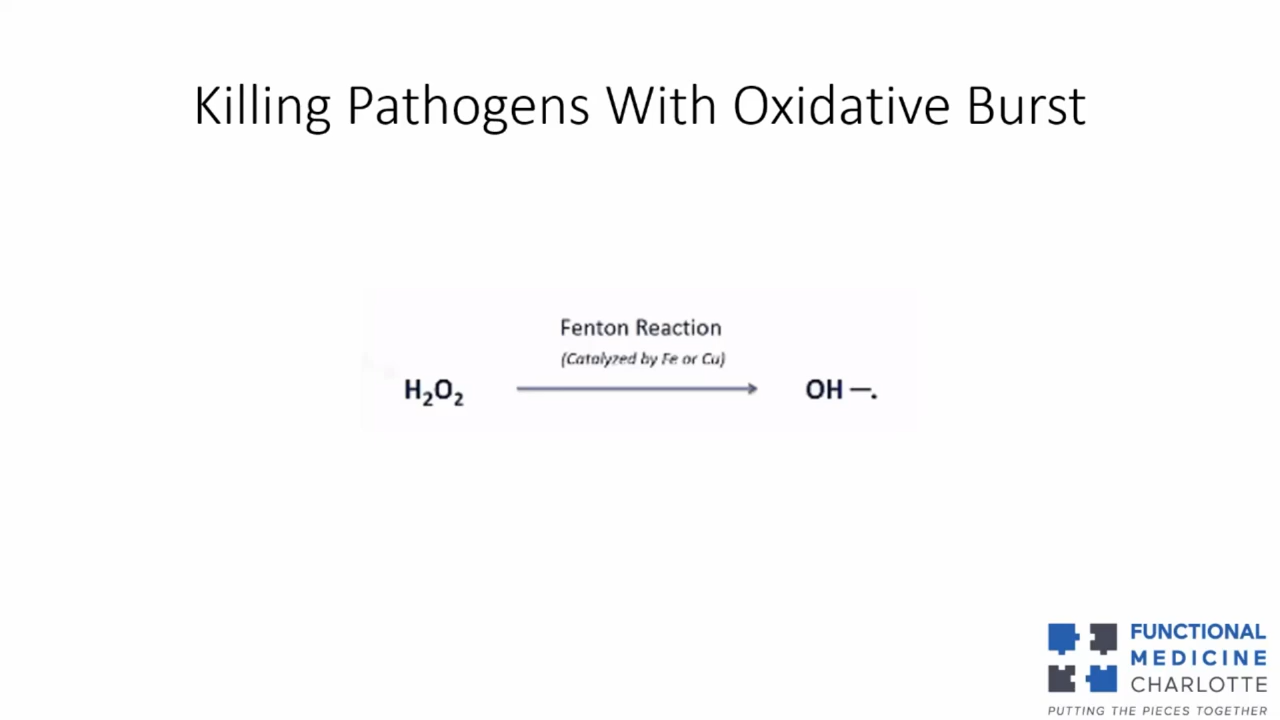 Killing Pathogens With Oxidative Burst
Fenton Reaction
(Catalyzed by Fe or Cu)
H₂O₂ OH —.
FUNCTIONAL
MEDICINE
CHARLOTTE
PUTTING THE PIECES TOGETHER